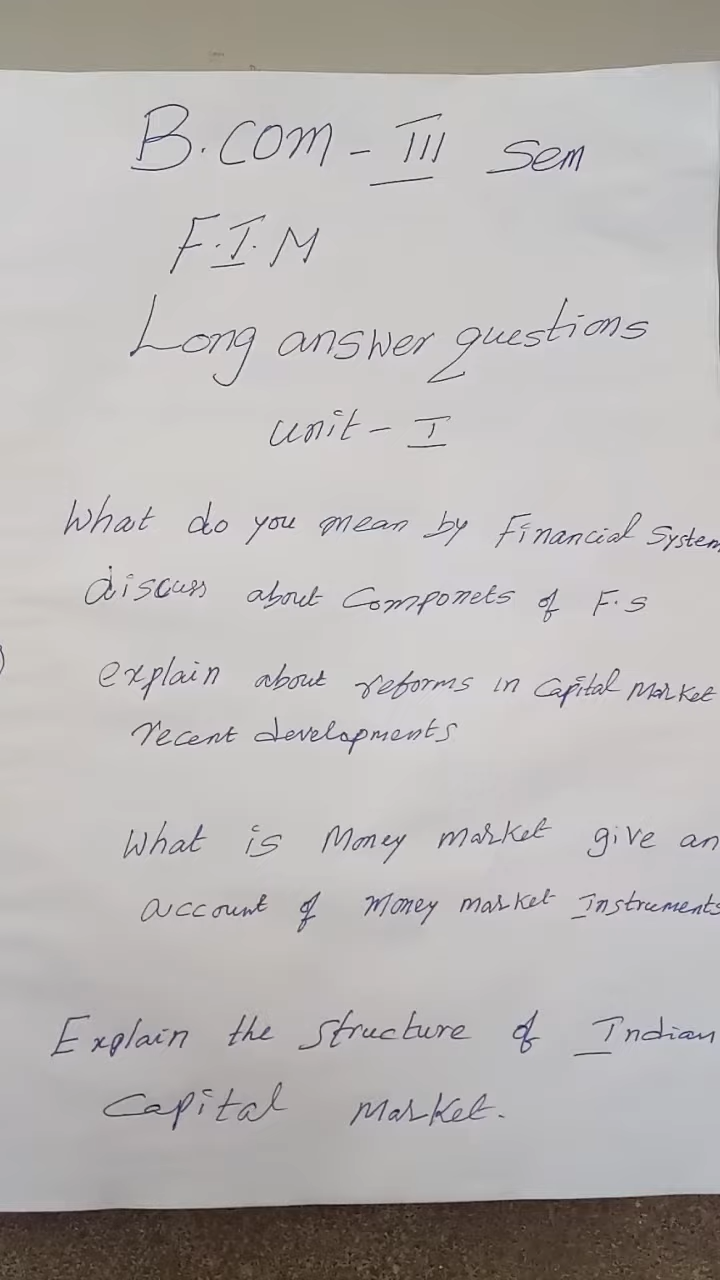 B.com - III Sem
F.I.M
Long answer questions
unit - I
What do you mean by Financial System
discuss about Componets of F.S
explain about reforms in Capital Market
recent developments
What is Money market give an
account of Money market Instruments
Explain the structure of Indian
Capital Market.